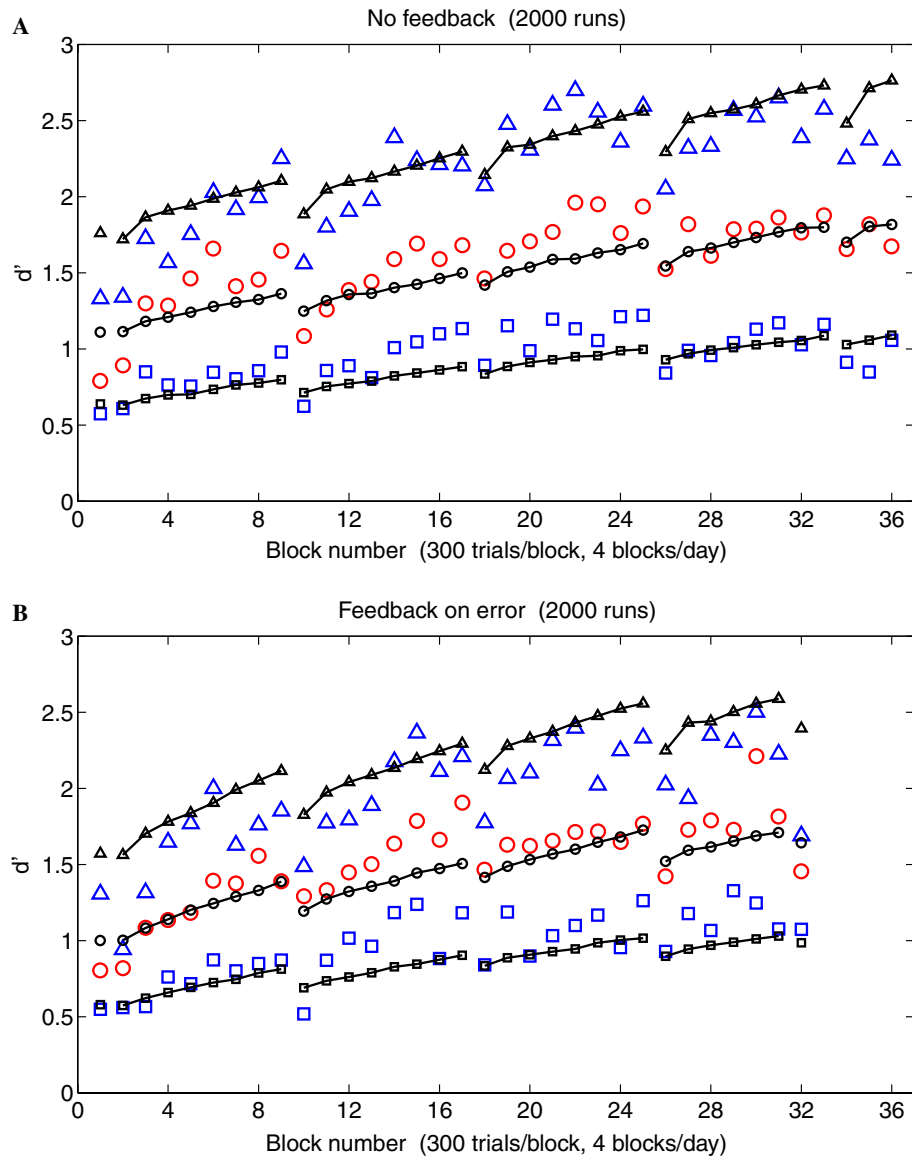 A
No feedback (2000 runs)
3
2.5
2
1.5
1
0.5
0
d'
4 8 12 16 20 24 28 32 36
Block number (300 trials/block, 4 blocks/day)
B
Feedback on error (2000 runs)
3
2.5
2
1.5
1
0.5
0
d'
4 8 12 16 20 24 28 32 36
Block number (300 trials/block, 4 blocks/day)